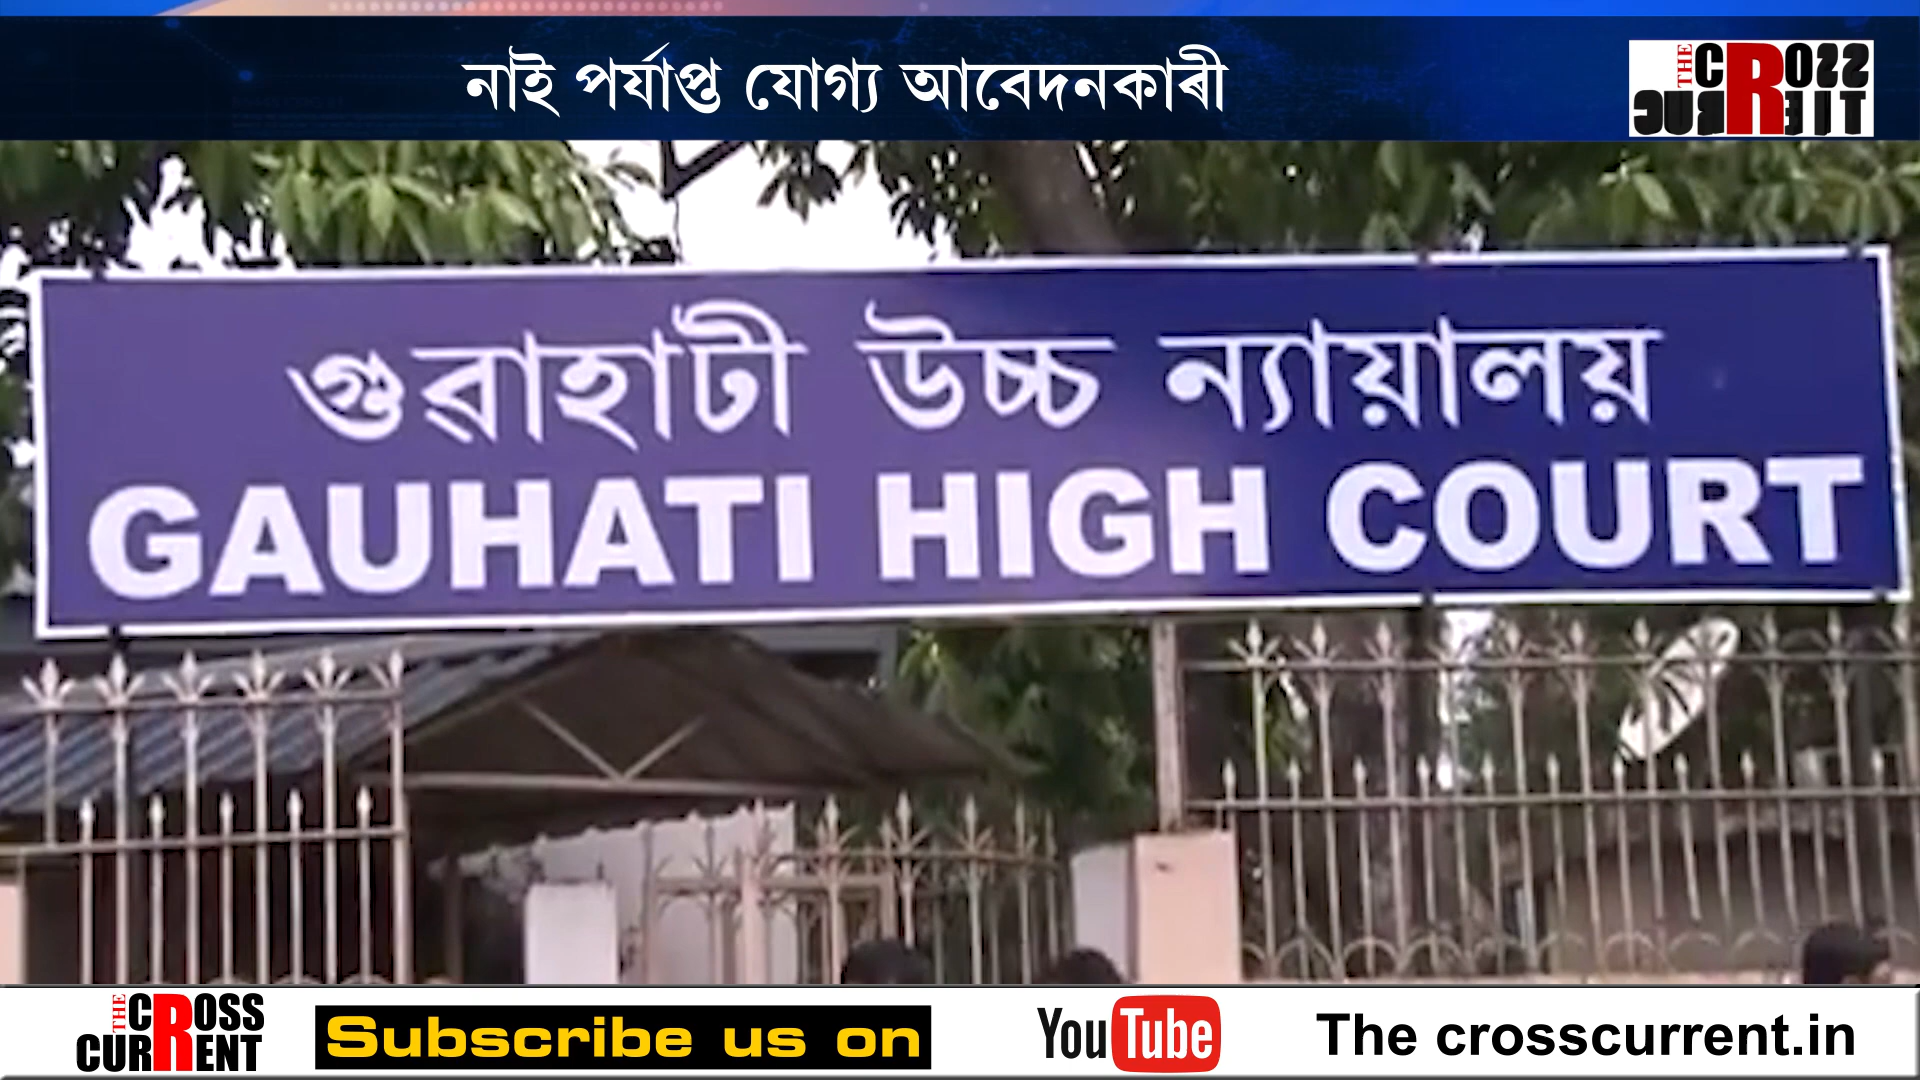 নাই পৰ্যাপ্ত যোগ্য আবেদনকাৰী
THE CROSS
CURRENT
গুৱাহাটী উচ্চ ন্যায়ালয়
GAUHATI HIGH COURT
THE CROSS
CURRENT
Subscribe us on
YouTube
The crosscurrent.in